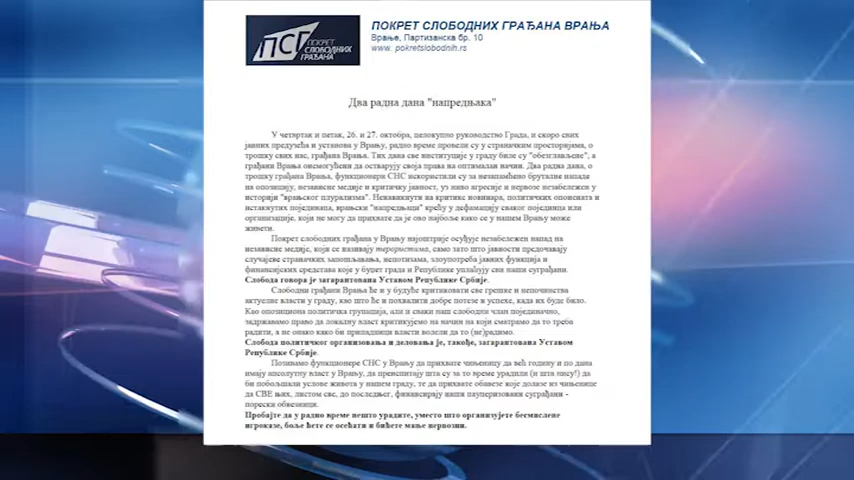 ПСГ ПОКРЕТ
СЛОБОДНИХ
ГРАЂАНА
ПОКРЕТ СЛОБОДНИХ ГРАЂАНА ВРАЊА
Врање, Партизанска бр. 10
www. pokretslobodnih.rs
Два радна дана "напредњака"
У четвртак и петак, 26. и 27. октобра, целокупно руководство Града, и скоро свих
јавних предузећа и установа у Врању, радно време провели су у страначким просторијама, о
трошку свих нас, грађана Врања. Тих дана све институције у граду биле су "обезглављене", а
грађани Врања онемогућени да остварују своја права на оптималан начин. Два радна дана, о
трошку грађана Врања, функционери СНС искористили су за незапамћено брутални нападе
на опозицију, независне медије и критичку јавност, уз ниво агресије и нервозе незабележен у
историји "врањског плурализма". Ненавикнути на критике новинара, политичких опонената и
истакнутих појединаца, врањски "напредњаци" крећу у дефамацију сваког појединца или
организације, који не могу да прихвате да је ово најбоље како се у нашем Врању може
живети.
Покрет слободних грађана у Врању најоштрије осуђује незабележен напад на
независне медије, који се називају терористима, само зато што јавности предочавају
случајеве страначких запошљавања, непотизама, злоупотреба јавних функција и
финансијских средстава које у буџет града и Републике уплаћују сви наши суграђани.
Слобода говора је загарантована Уставом Републике Србије.
Слободни грађани Врања ће и у будуће критиковати све грешке и непочинства
актуелне власти у граду, као што ће и похвалити добре потезе и успехе, када их буде било.
Као опозициона политичка групација, али и сваки наш слободни члан појединачно,
задржавамо право да локалну власт критикујемо на начин на који сматрамо да то треба
радити, а не онако како би припадници власти волели да то (не)радимо.
Слобода политичког организовања и деловања је, такође, загарантована Уставом
Републике Србије.
Позивамо функционере СНС у Врању да прихвате чињеницу да већ годину и по дана
имају апсолутну власт у Врању, да преиспитају шта су за то време урадили (и шта нису!) да
би побољшали услове живота у нашем граду, те да прихвате обавезе које долазе из чињенице
да СВЕ њих, листом све, до последњег, финансирају наши пауперизовани суграђани -
порески обвезници.
Пробајте да у радно време нешто урадите, уместо што организујете бесмислене
игроказе, боље ћете се осећати и бићете мање нервозни.